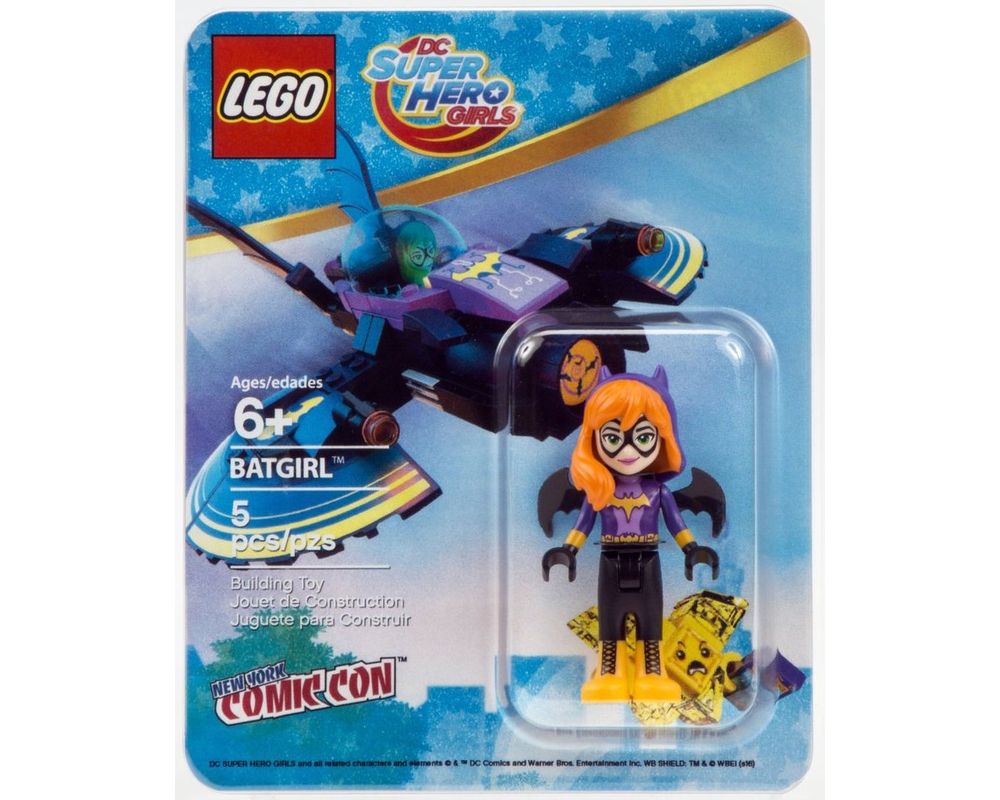 LEGO
DC
SUPER
HERO
GIRLS
Ages/edades
6+
BATGIRL™
5
pcs/pzs
Building Toy
Jouet de Construction
Juguete para Construir
NEW YORK
COMIC CON™
DC SUPER HERO GIRLS and all related characters and elements © & ™ DC Comics and Warner Bros. Entertainment Inc. WB SHIELD: TM & © WBEI (s16)